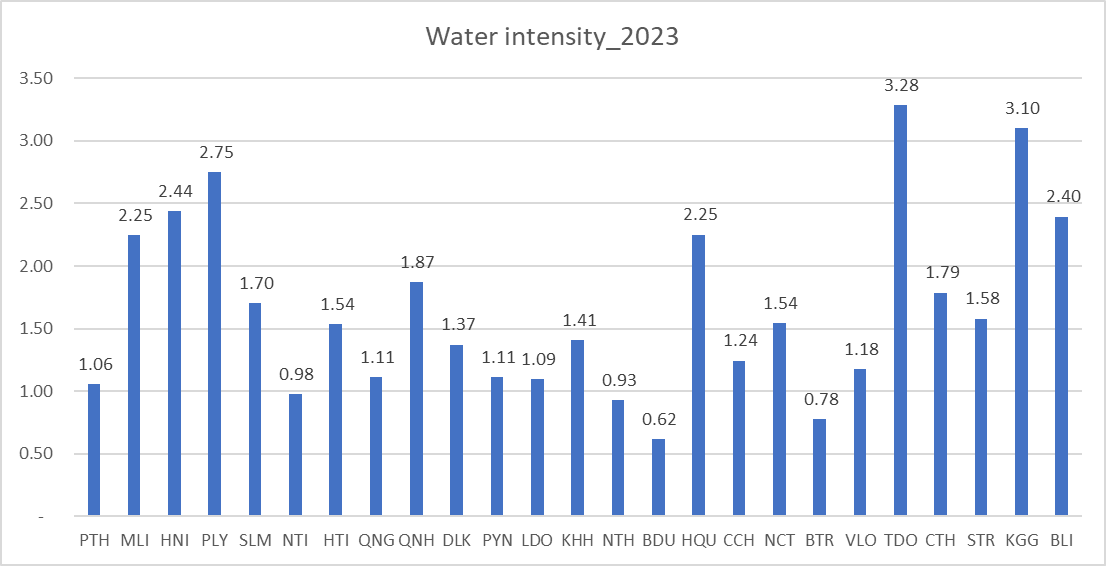 Water intensity_2023
3.50
3.00
2.50
2.00
1.50
1.00
0.50
-
1.06 2.25 2.44 2.75 1.70 0.98 1.54 1.11 1.87 1.37 1.11 1.09 1.41 0.93 0.62 2.25 1.24 1.54 0.78 1.18 3.28 1.79 1.58 3.10 2.40
PTH MLI HNI PLY SLM NTI HTI QNG QNH DLK PYN LDO KHH NTH BDU HQU CCH NCT BTR VLO TDO CTH STR KGG BLI